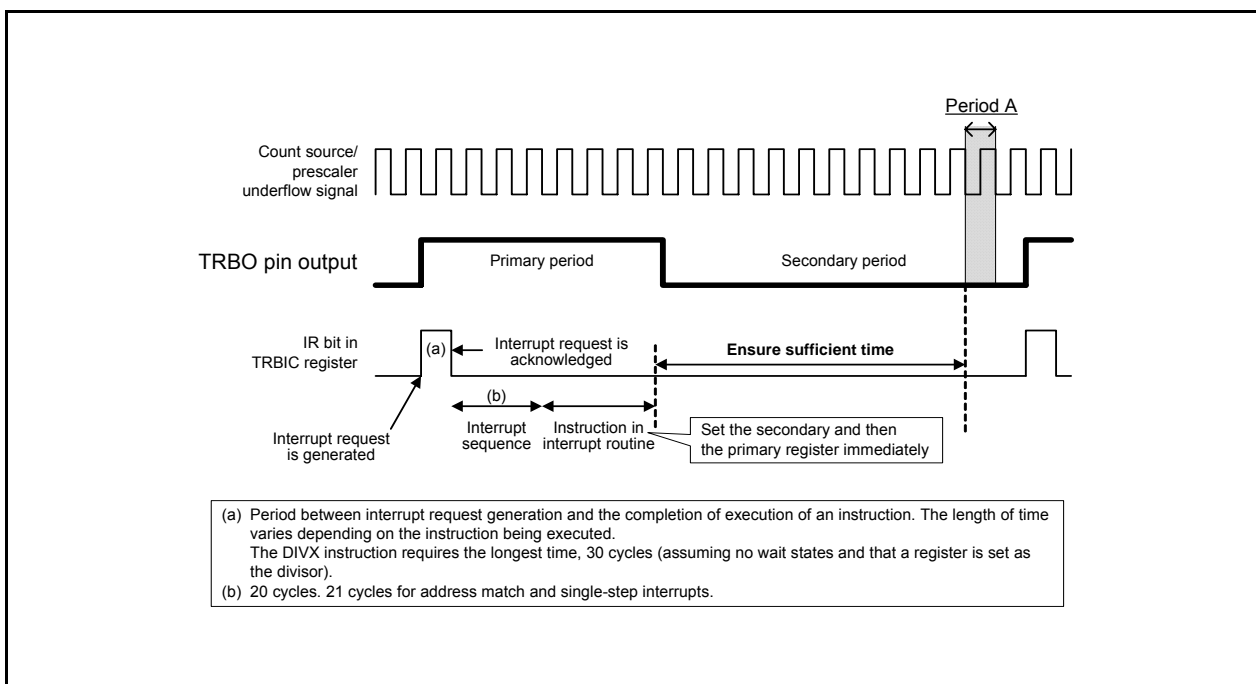 Period A
Count source/
prescaler
underflow signal
TRBO pin output
Primary period
Secondary period
IR bit in
TRBIC register
(a)
Interrupt request is
acknowledged
Ensure sufficient time
(b)
Interrupt request
is generated
Interrupt
sequence
Instruction in
interrupt routine
Set the secondary and then
the primary register immediately
(a) Period between interrupt request generation and the completion of execution of an instruction. The length of time
varies depending on the instruction being executed.
The DIVX instruction requires the longest time, 30 cycles (assuming no wait states and that a register is set as
the divisor).
(b) 20 cycles. 21 cycles for address match and single-step interrupts.